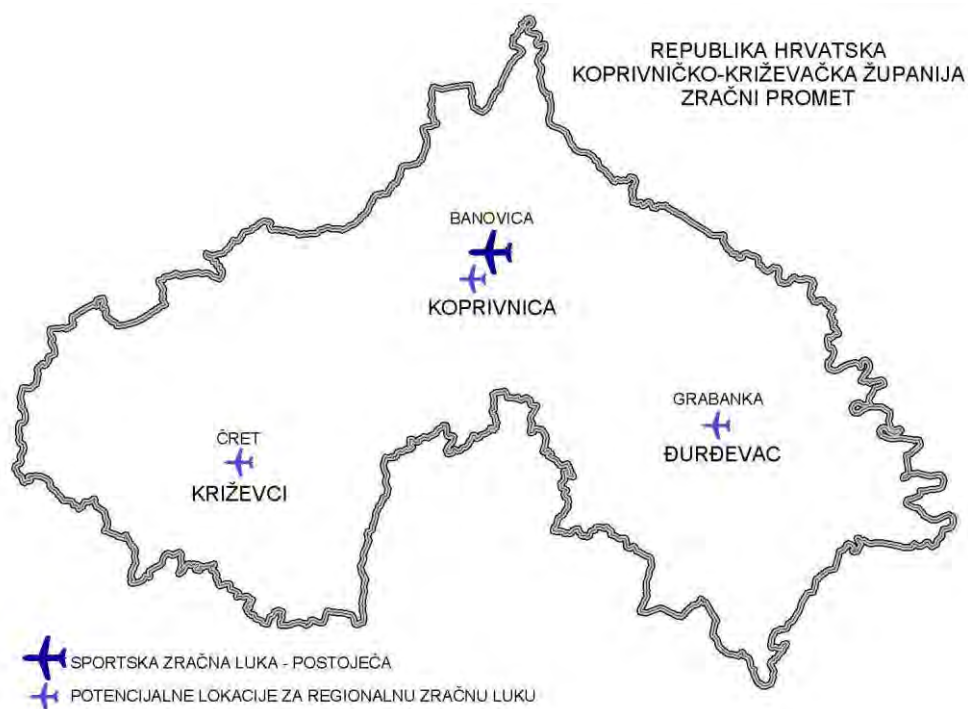 REPUBLIKA HRVATSKA
KOPRIVNIČKO-KRIŽEVAČKA ŽUPANIJA
ZRAČNI PROMET
BANOVICA
KOPRIVNICA
GRABANKA
ĐURĐEVAC
ČRET
KRIŽEVCI
SPORTSKA ZRAČNA LUKA - POSTOJEĆA
POTENCIJALNE LOKACIJE ZA REGIONALNU ZRAČNU LUKU